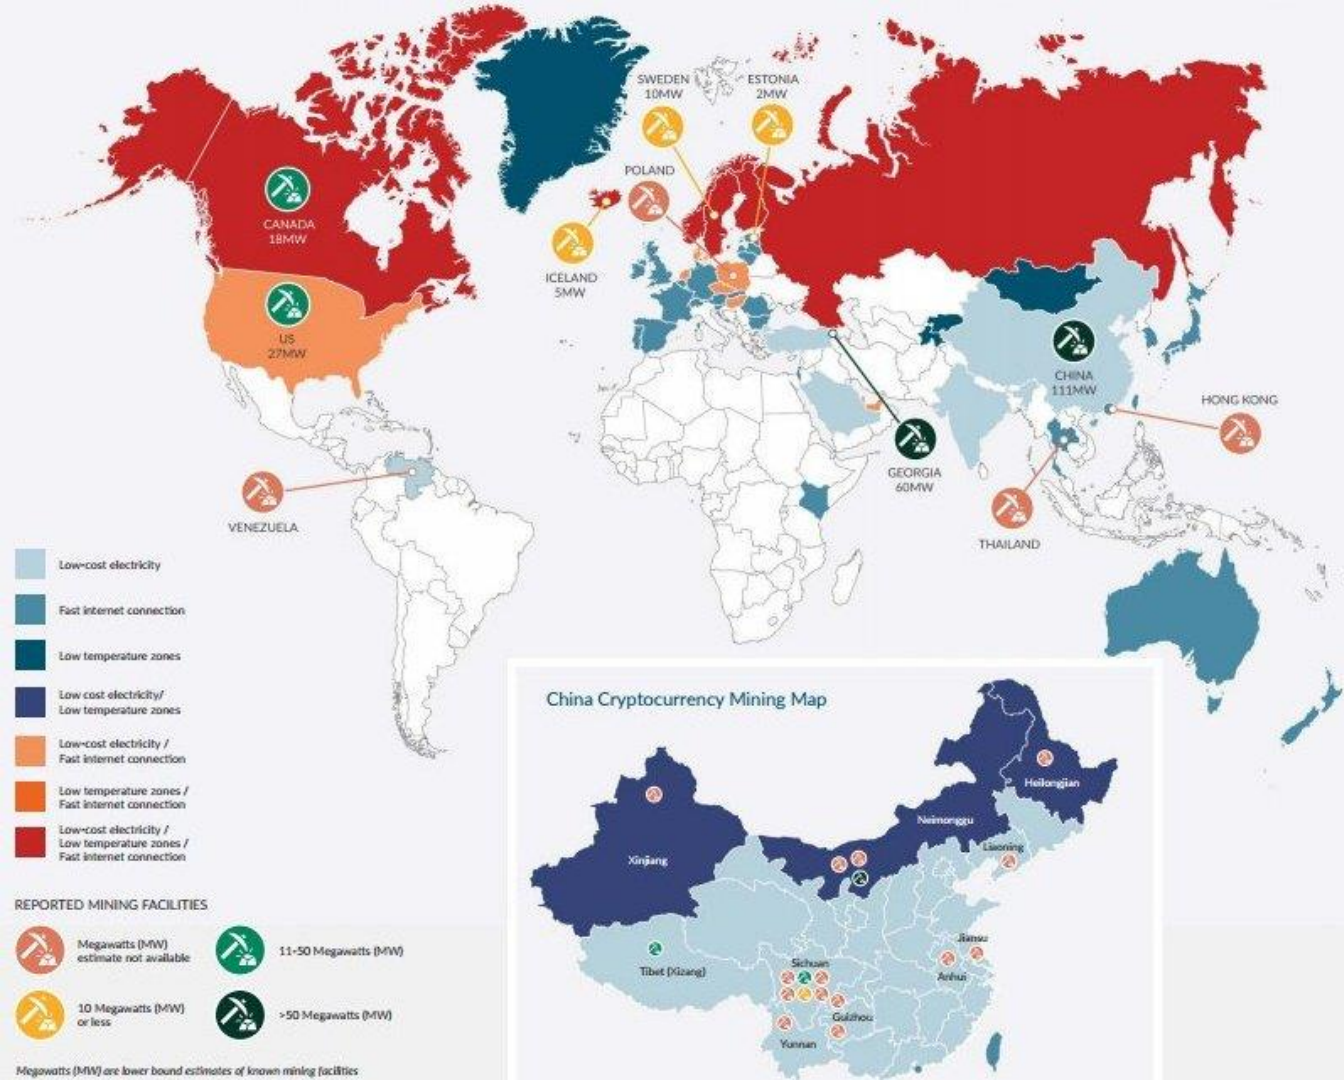 SWEDEN
10MW
ESTONIA
2MW
POLAND
CANADA
18MW
ICELAND
5MW
US
27MW
CHINA
111MW
HONG KONG
GEORGIA
60MW
VENEZUELA
THAILAND
Low-cost electricity
Fast internet connection
Low temperature zones
Low cost electricity/
Low temperature zones
Low-cost electricity /
Fast internet connection
Low temperature zones /
Fast internet connection
Low-cost electricity /
Low temperature zones /
Fast internet connection
REPORTED MINING FACILITIES
Megawatts (MW)
estimate not available
11-50 Megawatts (MW)
10 Megawatts (MW)
or less
>50 Megawatts (MW)
Megawatts (MW) are lower bound estimates of known mining facilities
China Cryptocurrency Mining Map
Heilongjian
Neimonggu
Liaoning
Xinjiang
Jiansu
Tibet (Xizang)
Sichuan
Anhui
Guizhou
Yunnan